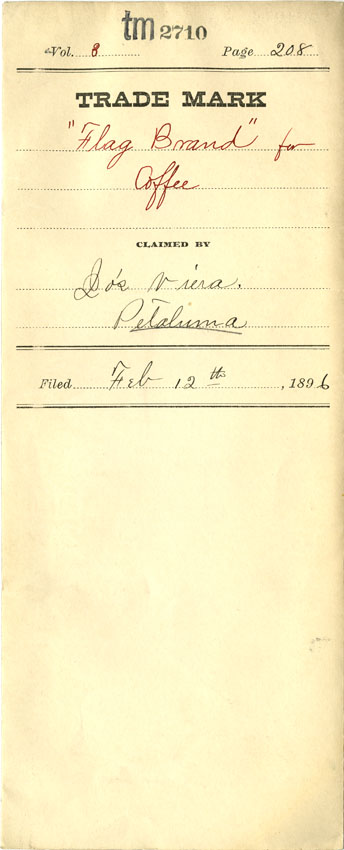 tm 2710
Vol. 8 Page 208
TRADE MARK
"Flag Brand" for
Coffee
CLAIMED BY
Viera.
Petaluma
Filed Feb 12th, 1896